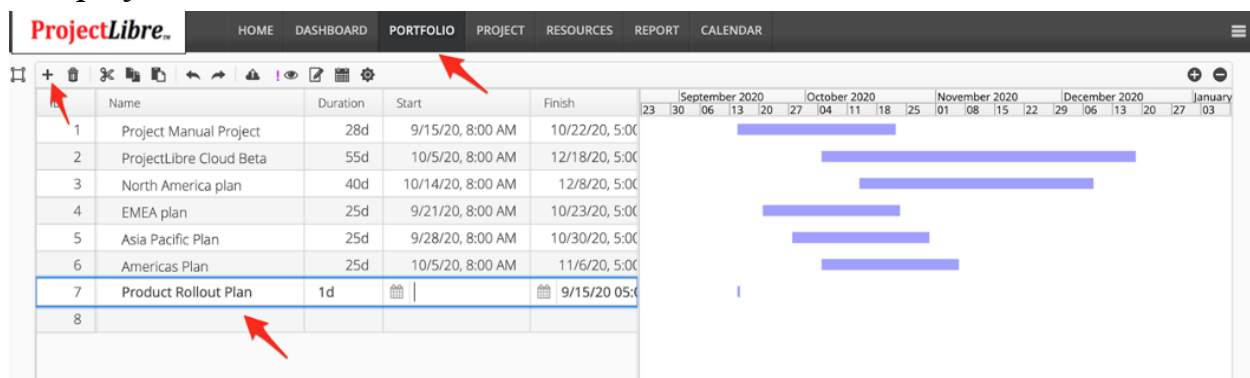 ProjectLibre™ HOME DASHBOARD PORTFOLIO PROJECT RESOURCES REPORT CALENDAR
Name Duration Start Finish September 2020 October 2020 November 2020 December 2020 January
23 30 06 13 20 27 04 11 18 25 01 08 15 22 29 06 13 20 27 03
1 Project Manual Project 28d 9/15/20, 8:00 AM 10/22/20, 5:00
2 ProjectLibre Cloud Beta 55d 10/5/20, 8:00 AM 12/18/20, 5:00
3 North America plan 40d 10/14/20, 8:00 AM 12/8/20, 5:00
4 EMEA plan 25d 9/21/20, 8:00 AM 10/23/20, 5:00
5 Asia Pacific Plan 25d 9/28/20, 8:00 AM 10/30/20, 5:00
6 Americas Plan 25d 10/5/20, 8:00 AM 11/6/20, 5:00
7 Product Rollout Plan 1d 9/15/20 05:0
8